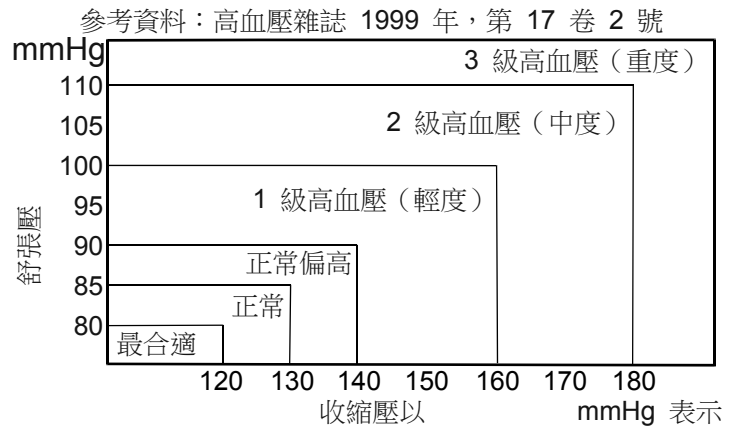 參考資料：高血壓雜誌 1999 年，第 17 卷 2 號
mmHg
3 級高血壓（重度）
110
2 級高血壓（中度）
105
100
1 級高血壓（輕度）
95
舒張壓
90
正常偏高
85
正常
80
最合適
120 130 140 150 160 170 180
收縮壓以 mmHg 表示